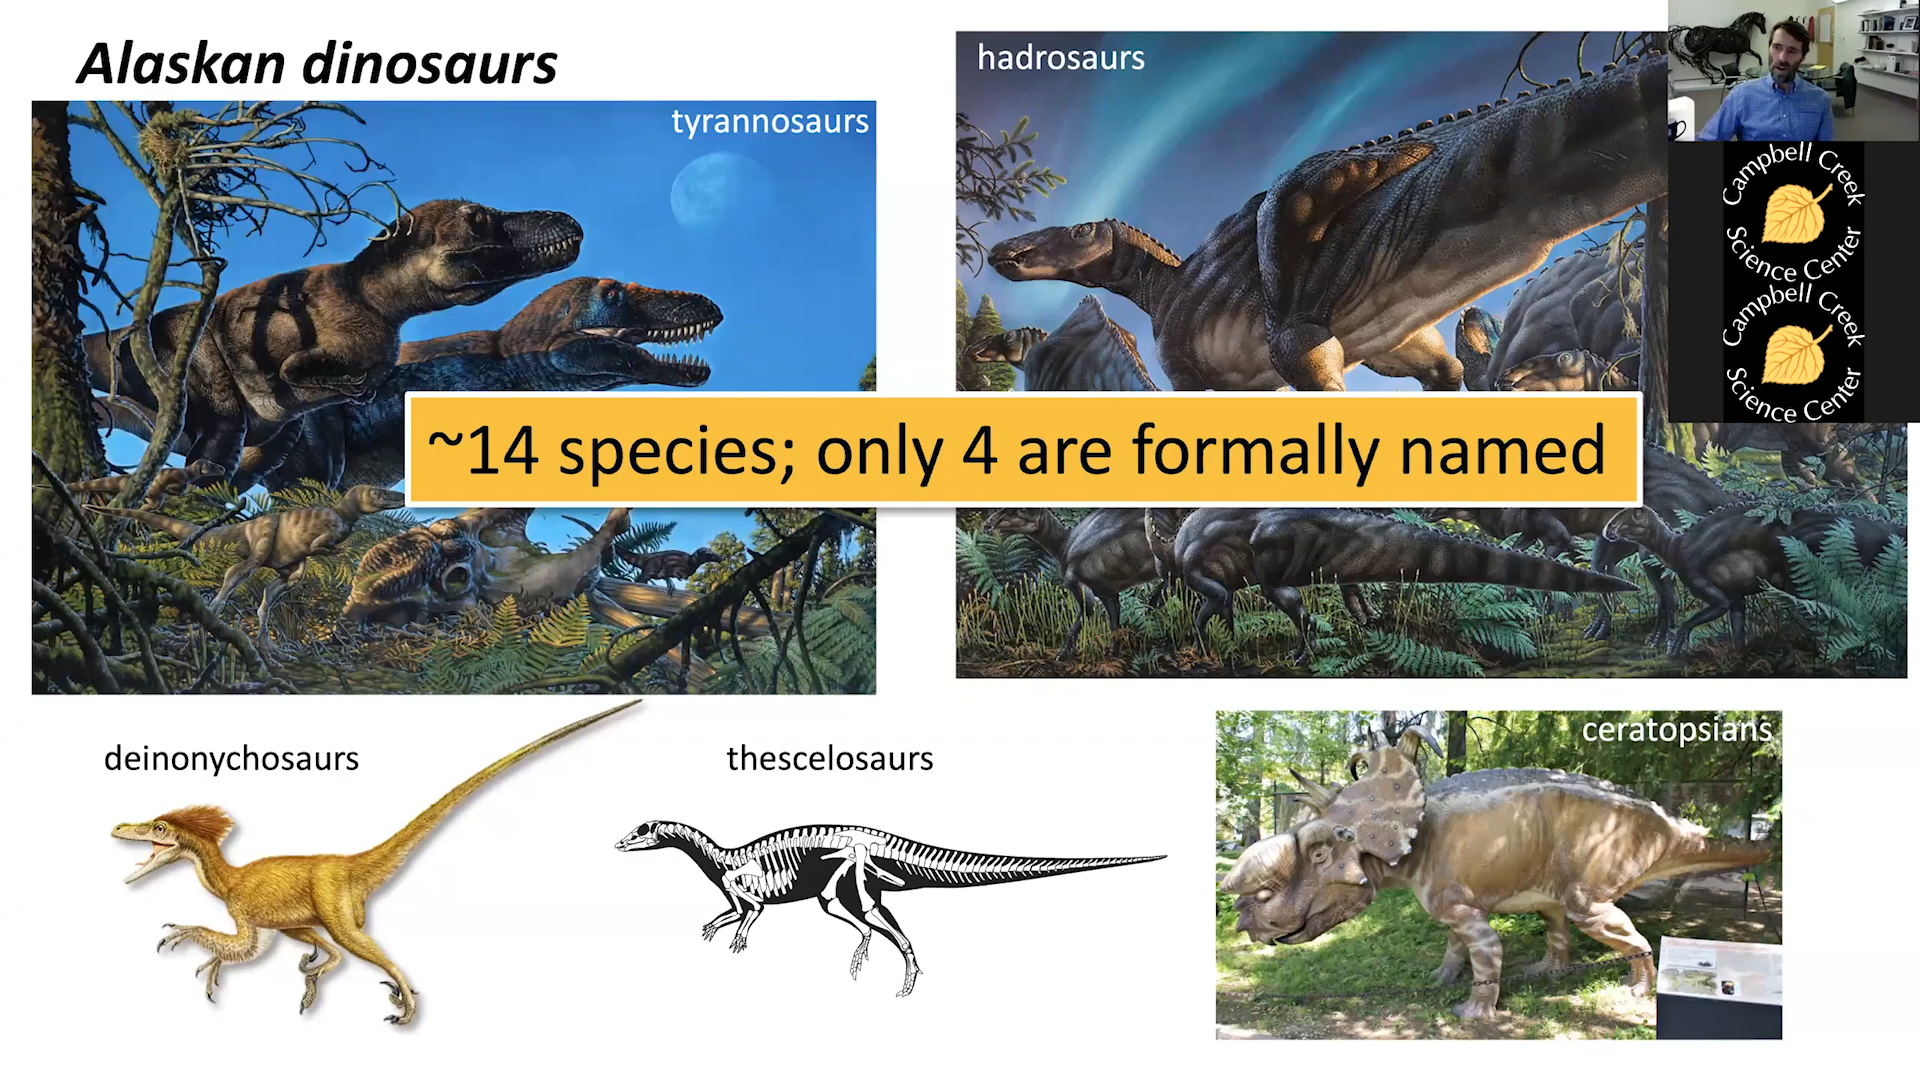 Alaskan dinosaurs
tyrannosaurs
hadrosaurs
Campbell Creek
Science Center
Campbell Creek
Science Center
~14 species; only 4 are formally named
deinonychosaurs
thescelosaurs
ceratopsians